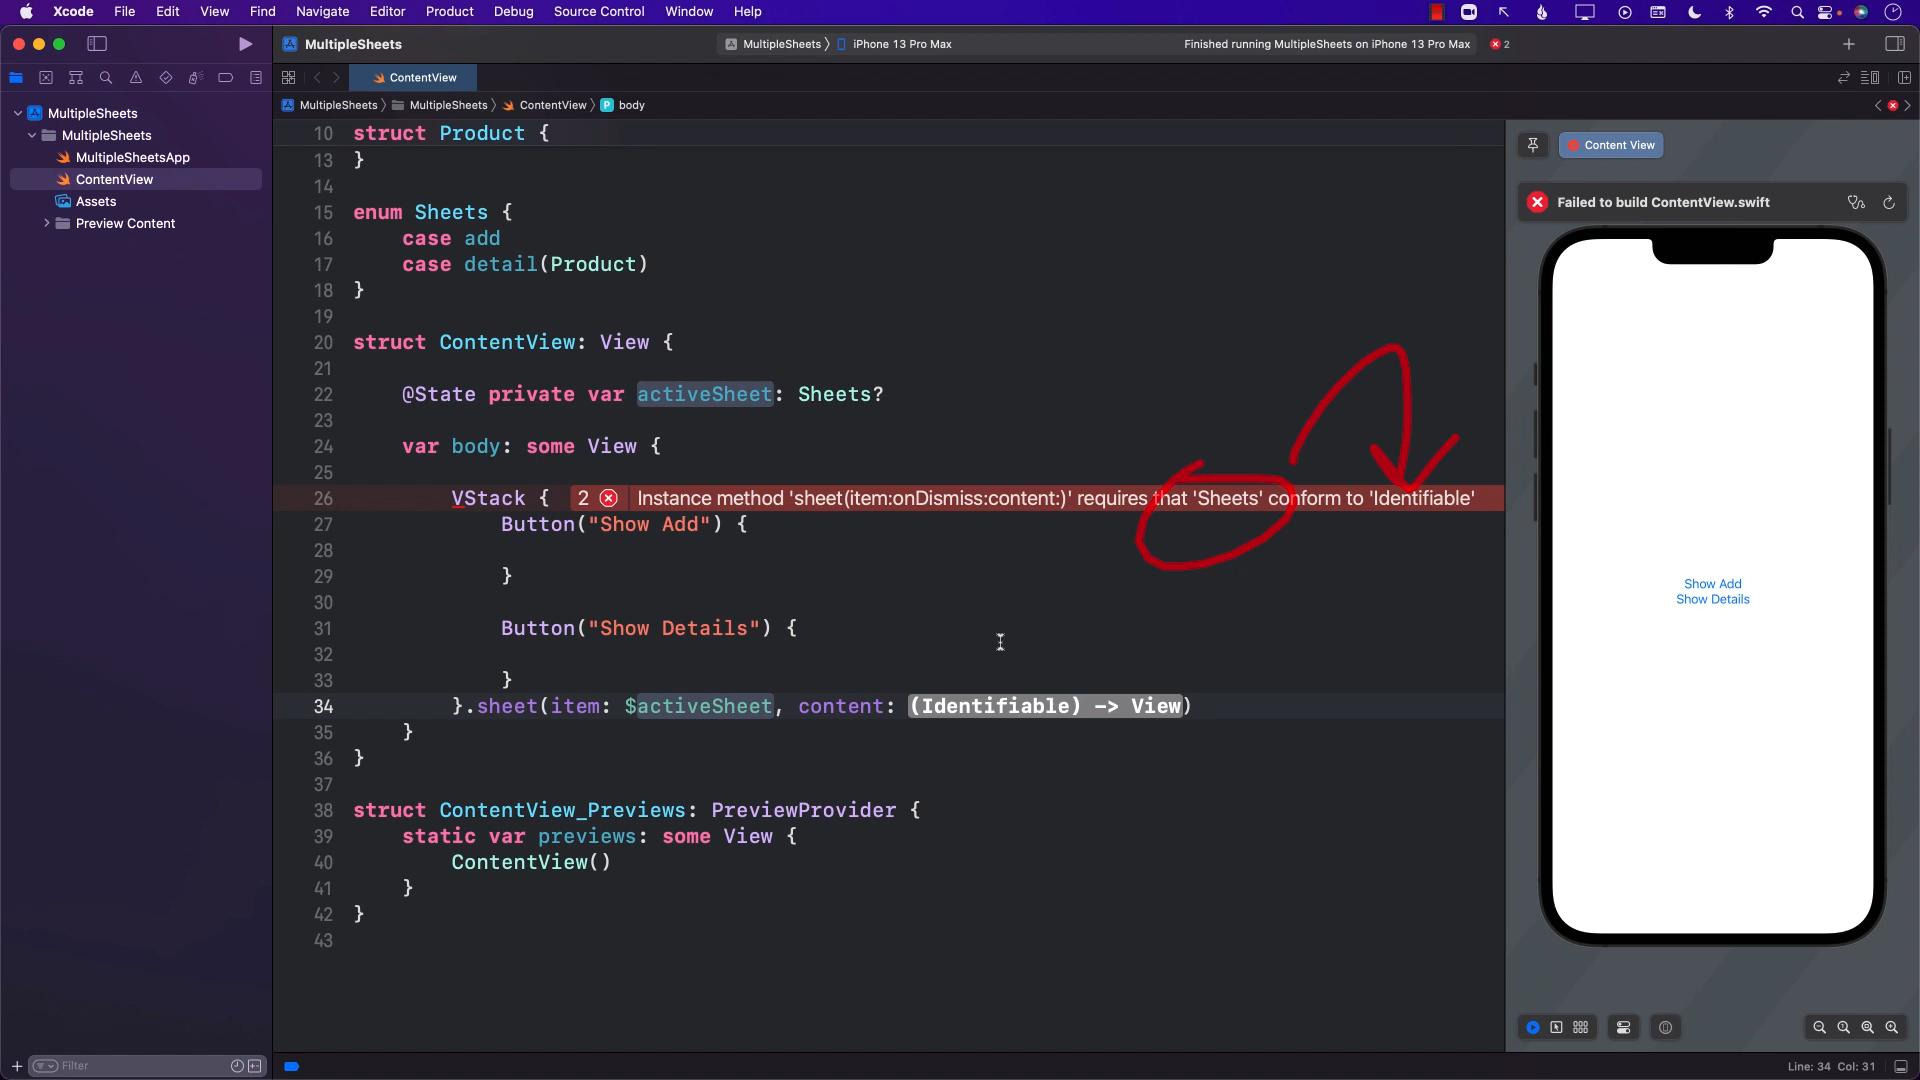 Xcode File Edit View Find Navigate Editor Product Debug Source Control Window Help
MultipleSheets
MultipleSheets 〉 iPhone 13 Pro Max
Finished running MultipleSheets on iPhone 13 Pro Max
2
ContentView
MultipleSheets 〉 MultipleSheets 〉 ContentView 〉 P body
MultipleSheets
MultipleSheets
MultipleSheetsApp
ContentView
Assets
Preview Content
10 struct Product {
13 }
14
15 enum Sheets {
16 case add
17 case detail(Product)
18 }
19
20 struct ContentView: View {
21
22 @State private var activeSheet: Sheets?
23
24 var body: some View {
25
26 VStack { 2 Instance method 'sheet(item:onDismiss:content:)' requires that 'Sheets' conform to 'Identifiable'
27 Button("Show Add") {
28
29 }
30
31 Button("Show Details") {
32
33 }
34 }.sheet(item: $activeSheet, content: (Identifiable) -> View)
35 }
36 }
37
38 struct ContentView_Previews: PreviewProvider {
39 static var previews: some View {
40 ContentView()
41 }
42 }
43
Content View
Failed to build ContentView.swift
Show Add
Show Details
Filter
Line: 34 Col: 31